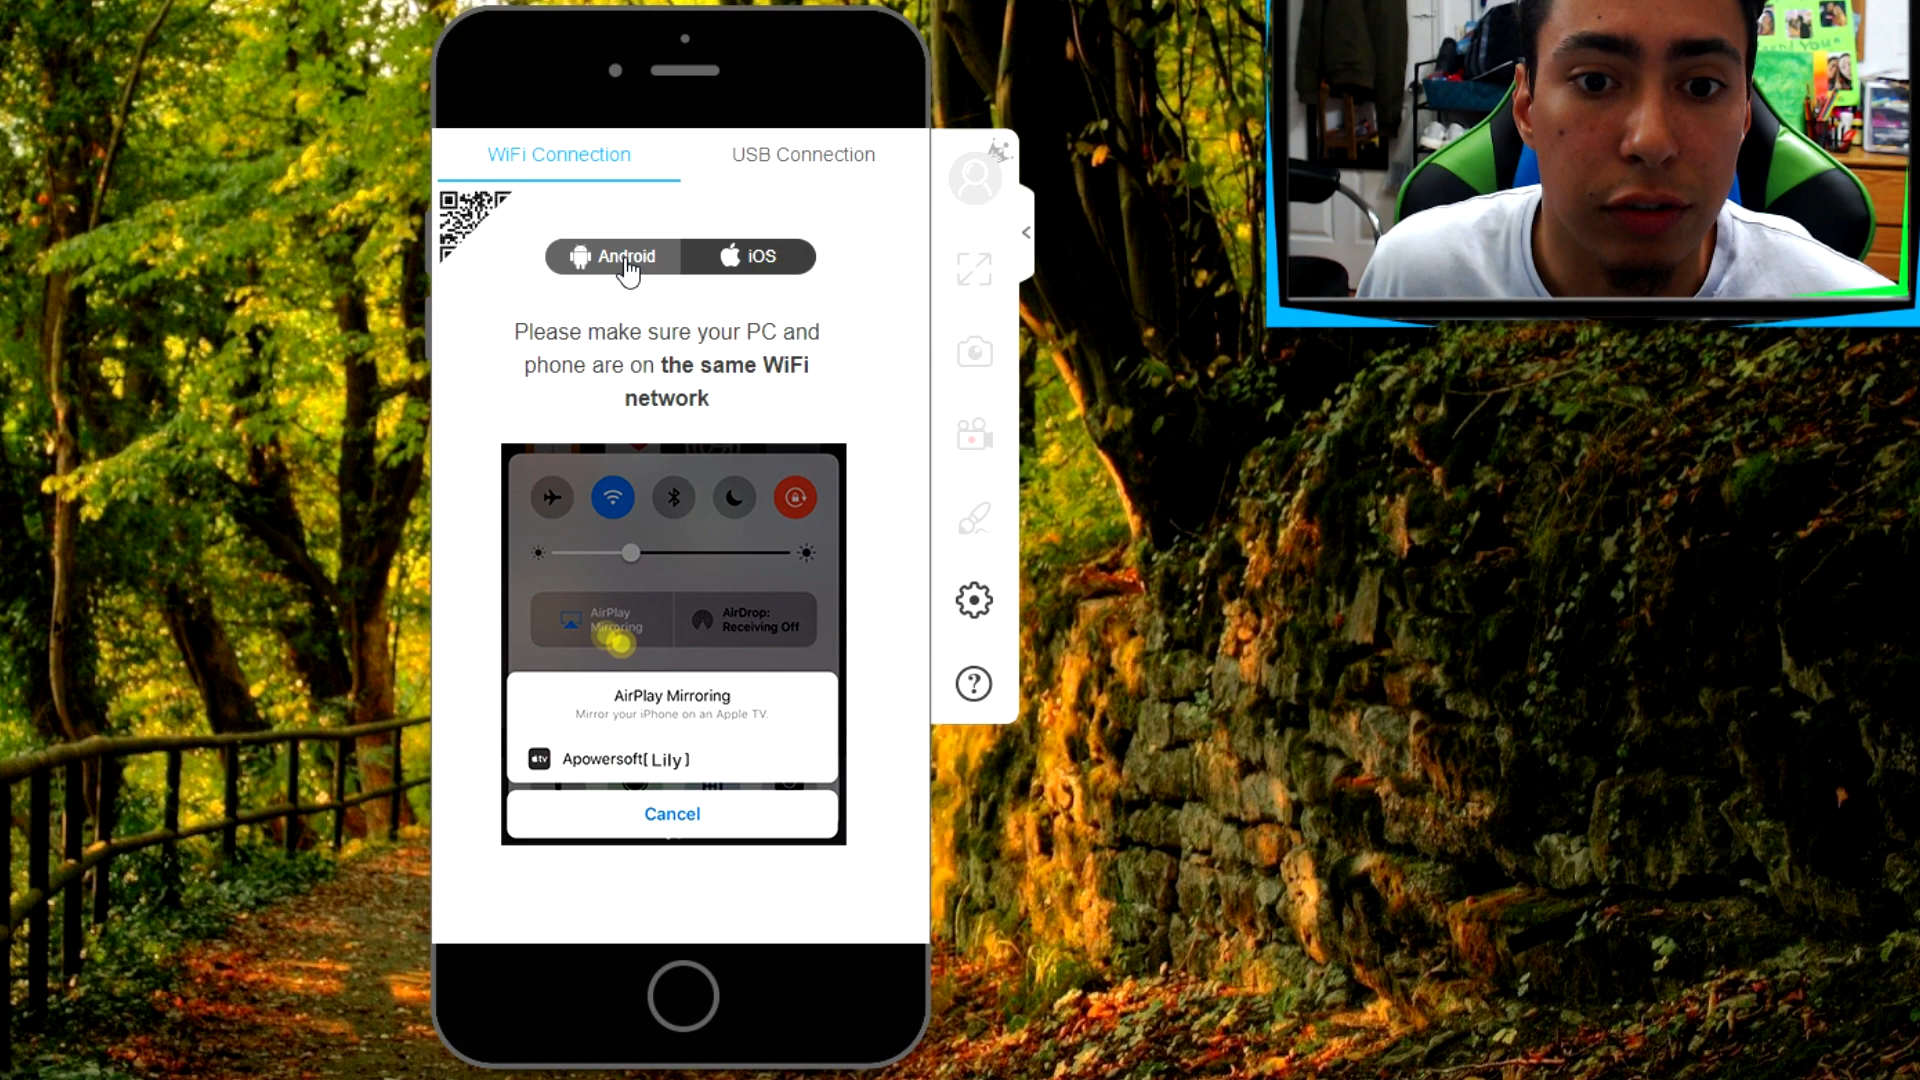 WiFi Connection
USB Connection
Android
iOS
Please make sure your PC and
phone are on the same WiFi
network
AirPlay
Mirroring
AirDrop:
Receiving Off
AirPlay Mirroring
Mirror your iPhone on an Apple TV.
tv
Apowersoft[ Lily ]
Cancel